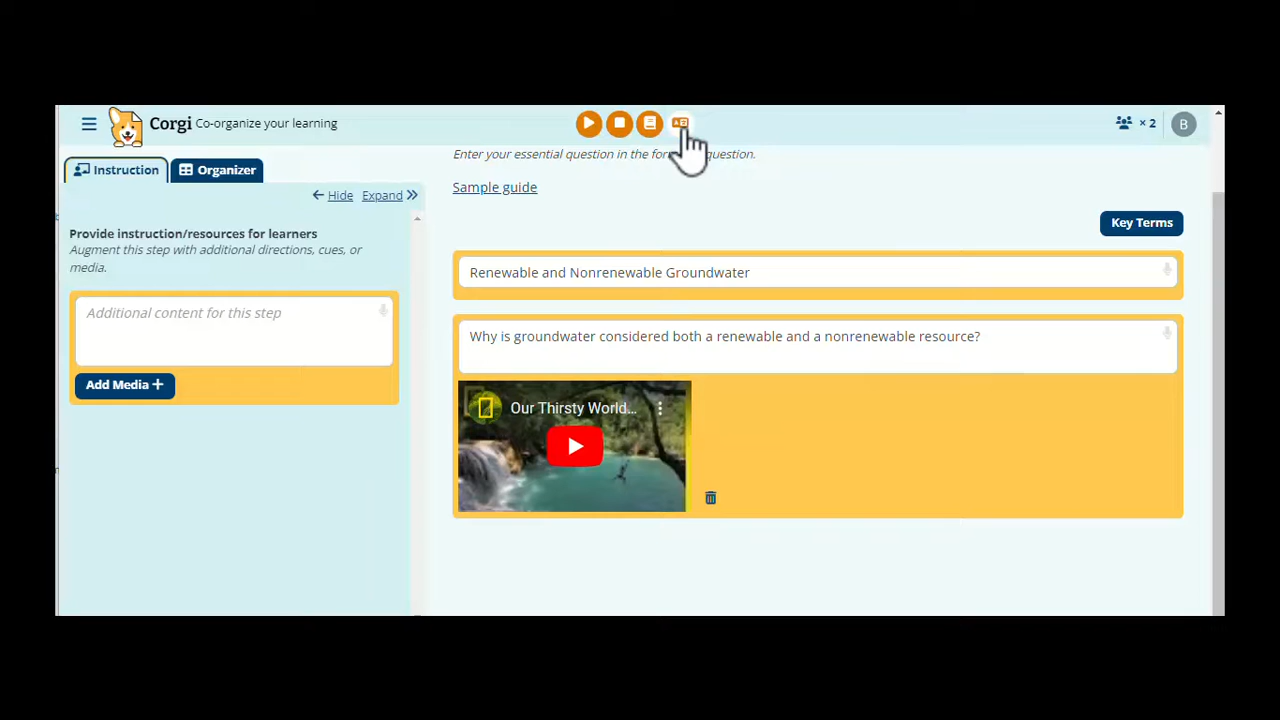 Corgi Co-organize your learning
× 2
B
Instruction
Organizer
Hide
Expand
Provide instruction/resources for learners
Augment this step with additional directions, cues, or
media.
Additional content for this step
Add Media +
Enter your essential question in the question.
Sample guide
Key Terms
Renewable and Nonrenewable Groundwater
Why is groundwater considered both a renewable and a nonrenewable resource?
Our Thirsty World...